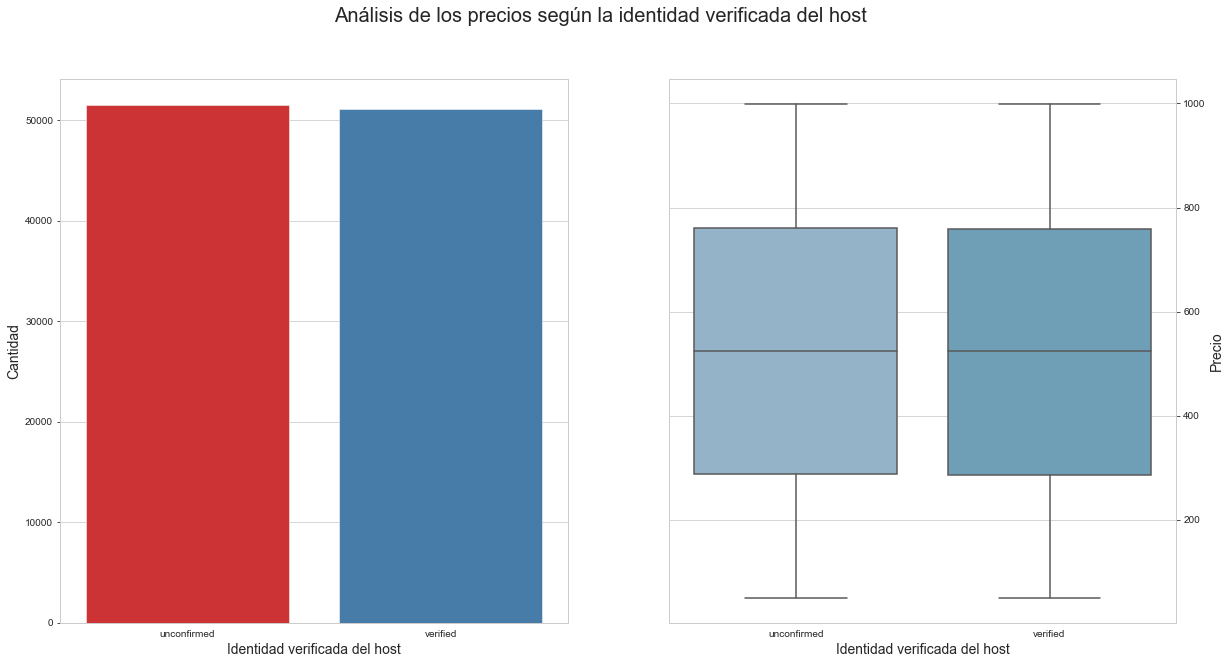 Análisis de los precios según la identidad verificada del host
Cantidad
50000
40000
30000
20000
10000
0
unconfirmed
verified
Identidad verificada del host
1000
800
600
400
200
Precio
unconfirmed
verified
Identidad verificada del host